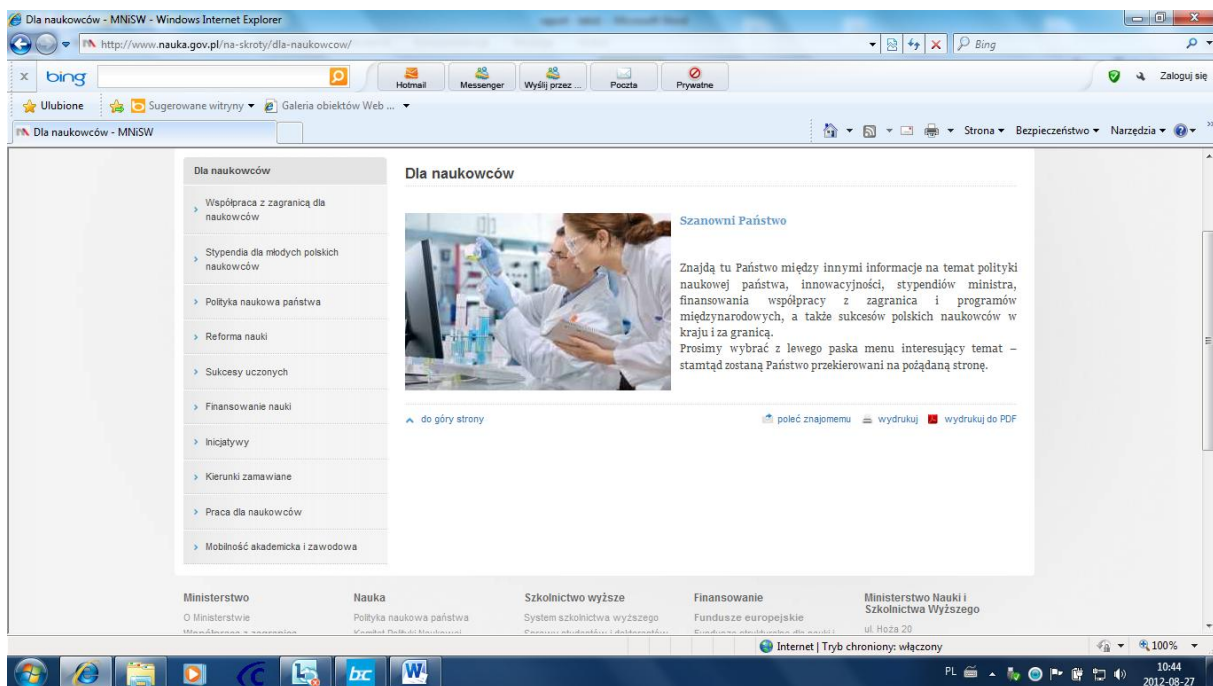 Dla naukowców - MNiSW - Windows Internet Explorer
http://www.nauka.gov.pl/na-skroty/dla-naukowcow/
Bing
x bing Hotmail Messenger Wyślij przez ... Poczta Prywatne Zaloguj się
Ulubione Sugerowane witryny Galeria obiektów Web ...
Dla naukowców - MNiSW Strona Bezpieczeństwo Narzędzia
Dla naukowców
Współpraca z zagranicą dla
naukowców
Stypendia dla młodych polskich
naukowców
Polityka naukowa państwa
Reforma nauki
Sukcesy uczonych
Finansowanie nauki
Inicjatywy
Kierunki zamawiane
Praca dla naukowców
Mobilność akademicka i zawodowa
Dla naukowców
Szanowni Państwo
Znajdą tu Państwo między innymi informacje na temat polityki
naukowej państwa, innowacyjności, stypendiów ministra,
finansowania współpracy z zagranica i programów
międzynarodowych, a także sukcesów polskich naukowców w
kraju i za granicą.
Prosimy wybrać z lewego paska menu interesujący temat –
stamtąd zostaną Państwo przekierowani na pożądaną stronę.
do góry strony poleć znajomemu wydrukuj wydrukuj do PDF
Ministerstwo Nauka Szkolnictwo wyższe Finansowanie Ministerstwo Nauki i
Szkolnictwa Wyższego
O Ministerstwie Polityka naukowa państwa System szkolnictwa wyższego Fundusze europejskie
ul. Hoża 20
Internet | Tryb chroniony: włączony 100%
bc W PL 10:44
2012-08-27